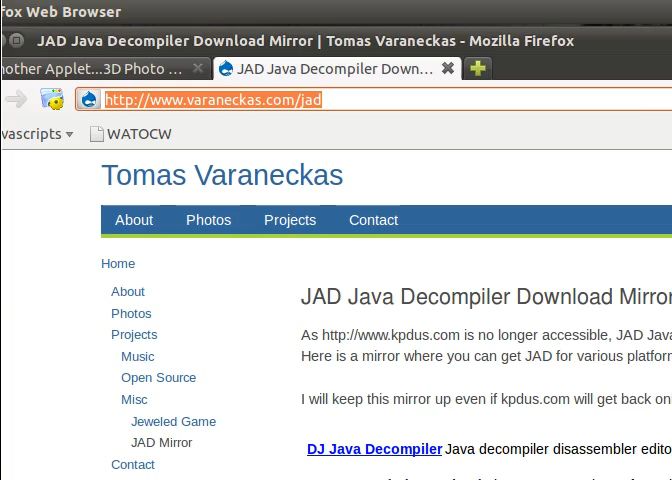 fox Web Browser
JAD Java Decompiler Download Mirror | Tomas Varaneckas - Mozilla Firefox
nother Applet...3D Photo ... JAD Java Decompiler Down...
http://www.varaneckas.com/jad
vascripts WATOCW
Tomas Varaneckas
About Photos Projects Contact
Home
About
Photos
Projects
Music
Open Source
Misc
Jeweled Game
JAD Mirror
Contact
JAD Java Decompiler Download Mirror
As http://www.kpdus.com is no longer accessible, JAD Java
Here is a mirror where you can get JAD for various platform
I will keep this mirror up even if kpdus.com will get back on
DJ Java Decompiler Java decompiler disassembler edito